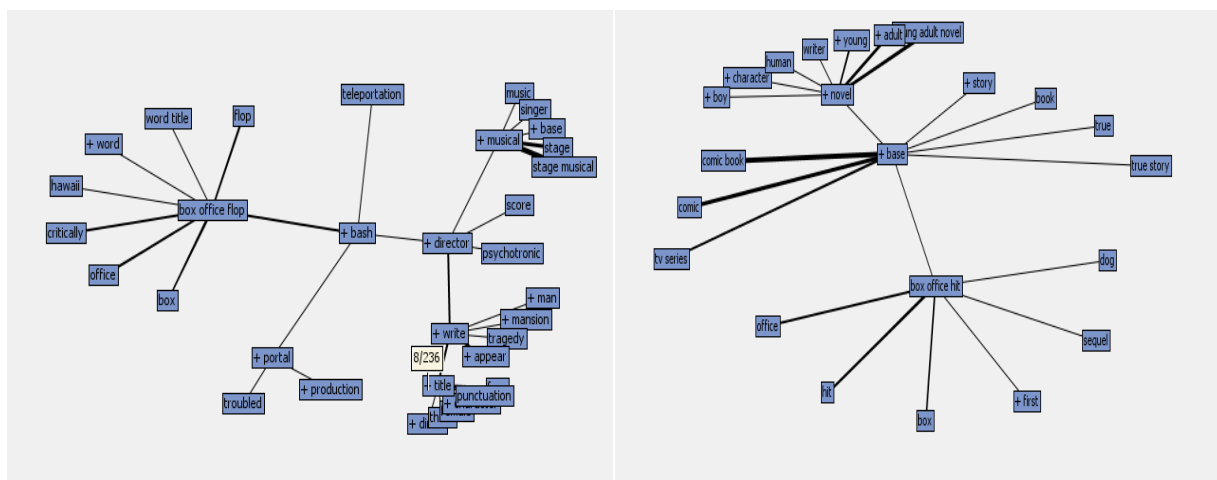 teleportation
flop
word title
+ word
hawaii
box office flop
critically
office
box
+ bash
music
singer
+ base
+ musical
stage
stage musical
score
+ director
psychotronic
+ man
+ mansion
+ write
tragedy
8/236
+ appear
+ portal
+ production
troubled
title
punctuation
+ young
+ adult
ng adult novel
writer
human
+ character
+ boy
+ novel
+ story
book
true
true story
+ base
comic book
comic
tv series
box office hit
dog
office
sequel
hit
+ first
box